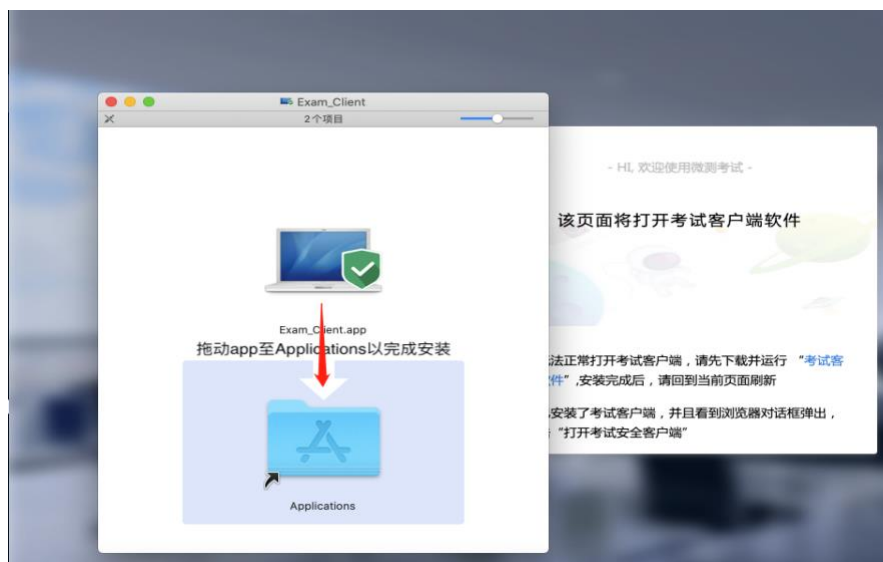 Exam_Client
2个项目
- HI, 欢迎使用微测考试 -
该页面将打开考试客户端软件
Exam_Client.app
拖动app至Applications以完成安装
法正常打开考试客户端，请先下载并运行 “考试客
件”,安装完成后，请回到当前页面刷新
安装了考试客户端，并且看到浏览器对话框弹出，
“打开考试安全客户端”
Applications